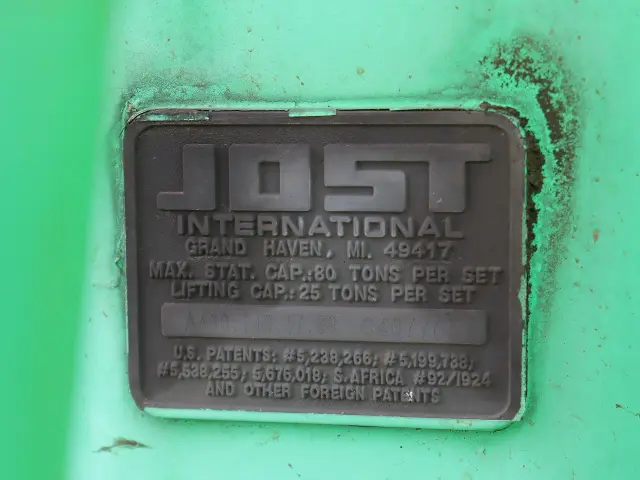 JOST
INTERNATIONAL
GRAND HAVEN, MI. 49417
MAX. STAT. CAP.:80 TONS PER SET
LIFTING CAP.:25 TONS PER SET
U.S. PATENTS: #5,238,266; #5,199,738,
#5,538,255; 5,676,018; S.AFRICA #92/1924
AND OTHER FOREIGN PATENTS